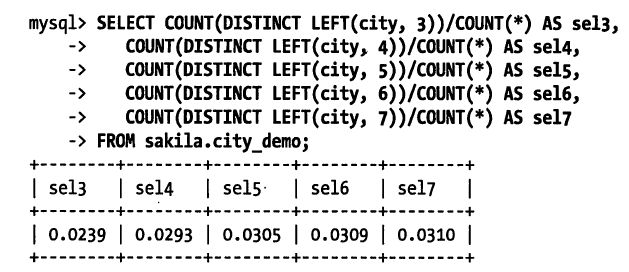 mysql> SELECT COUNT(DISTINCT LEFT(city, 3))/COUNT(*) AS sel3,
    -> COUNT(DISTINCT LEFT(city, 4))/COUNT(*) AS sel4,
    -> COUNT(DISTINCT LEFT(city, 5))/COUNT(*) AS sel5,
    -> COUNT(DISTINCT LEFT(city, 6))/COUNT(*) AS sel6,
    -> COUNT(DISTINCT LEFT(city, 7))/COUNT(*) AS sel7
    -> FROM sakila.city_demo;
+--------+--------+--------+--------+--------+
| sel3 | sel4 | sel5 | sel6 | sel7 |
+--------+--------+--------+--------+--------+
| 0.0239 | 0.0293 | 0.0305 | 0.0309 | 0.0310 |
+--------+--------+--------+--------+--------+